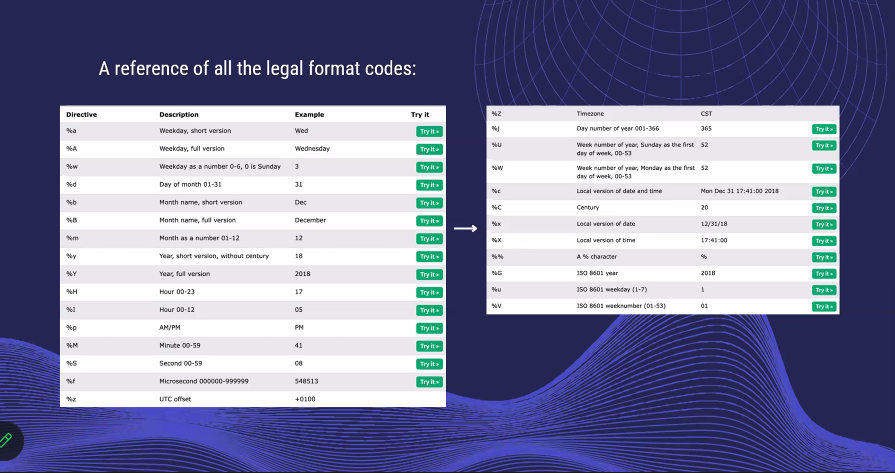 A reference of all the legal format codes:
Directive Description Example Try it
%a Weekday, short version Wed Try it »
%A Weekday, full version Wednesday Try it »
%w Weekday as a number 0-6, 0 is Sunday 3 Try it »
%d Day of month 01-31 31 Try it »
%b Month name, short version Dec Try it »
%B Month name, full version December Try it »
%m Month as a number 01-12 12 Try it »
%y Year, short version, without century 18 Try it »
%Y Year, full version 2018 Try it »
%H Hour 00-23 17 Try it »
%I Hour 00-12 05 Try it »
%p AM/PM PM Try it »
%M Minute 00-59 41 Try it »
%S Second 00-59 08 Try it »
%f Microsecond 000000-999999 548513 Try it »
%z UTC offset +0100
%Z Timezone CST
%j Day number of year 001-366 365 Try it »
%U Week number of year, Sunday as the first 52 Try it »
day of week, 00-53
%W Week number of year, Monday as the first 52 Try it »
day of week, 00-53
%c Local version of date and time Mon Dec 31 17:41:00 2018 Try it »
%C Century 20 Try it »
%x Local version of date 12/31/18 Try it »
%X Local version of time 17:41:00 Try it »
%% A % character % Try it »
%G ISO 8601 year 2018 Try it »
%u ISO 8601 weekday (1-7) 1 Try it »
%V ISO 8601 weeknumber (01-53) 01 Try it »